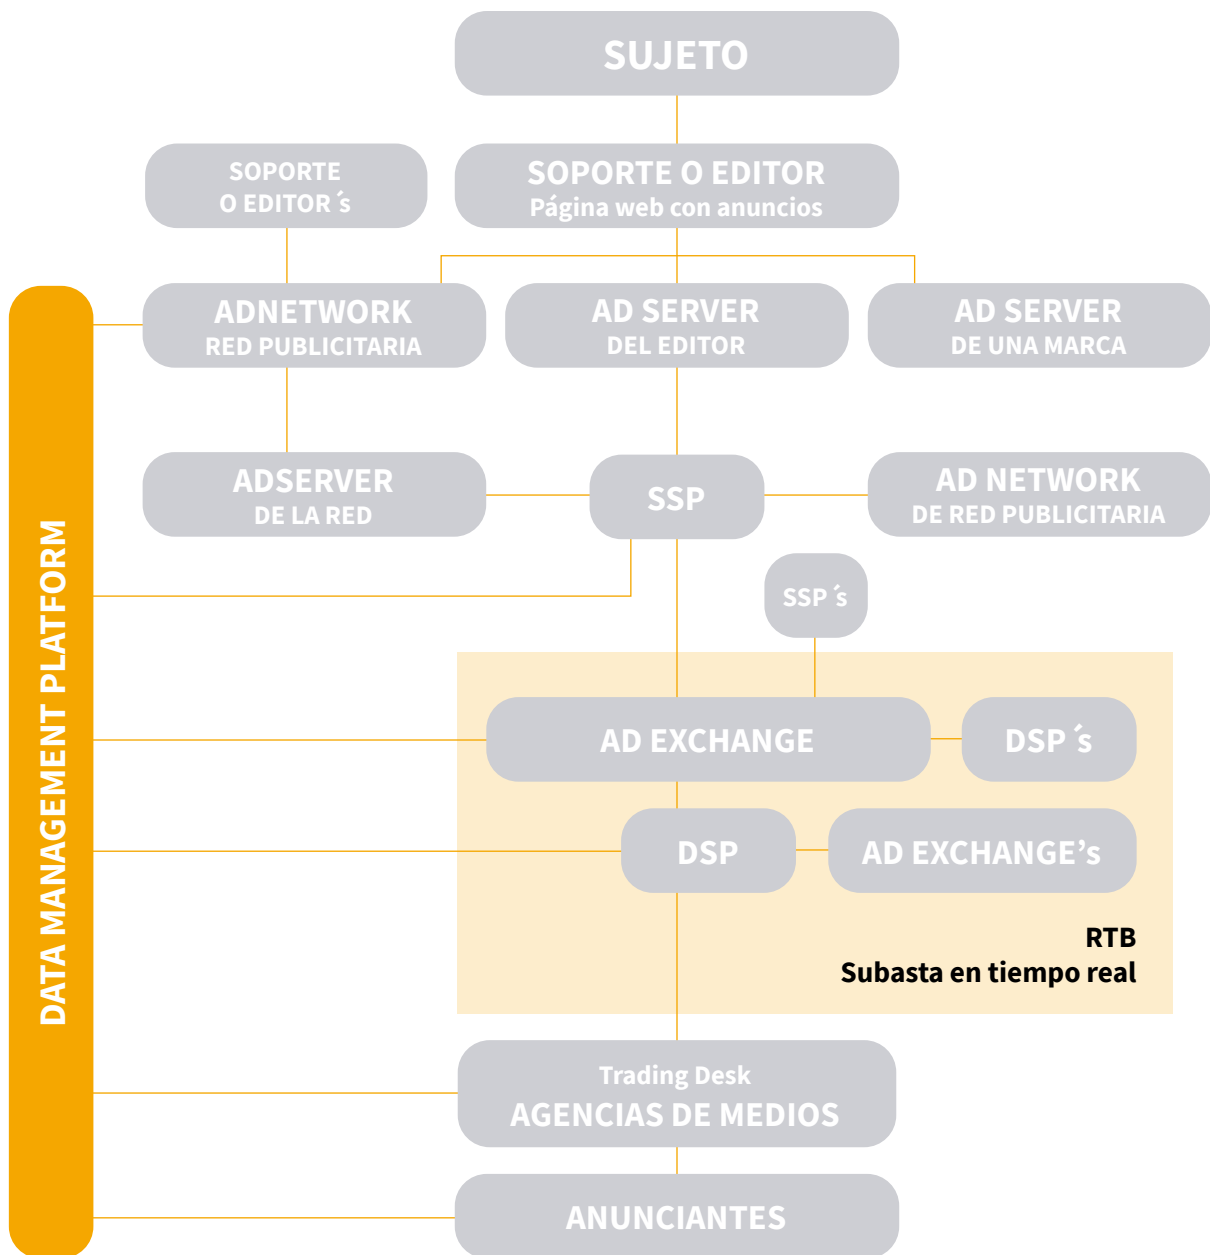 SUJETO
SOPORTE
O EDITOR ´s
SOPORTE O EDITOR
Página web con anuncios
ADNETWORK
RED PUBLICITARIA
AD SERVER
DEL EDITOR
AD SERVER
DE UNA MARCA
ADSERVER
DE LA RED
SSP
AD NETWORK
DE RED PUBLICITARIA
SSP ´s
DATA MANAGEMENT PLATFORM
AD EXCHANGE
DSP ´s
DSP
AD EXCHANGE’s
RTB
Subasta en tiempo real
Trading Desk
AGENCIAS DE MEDIOS
ANUNCIANTES